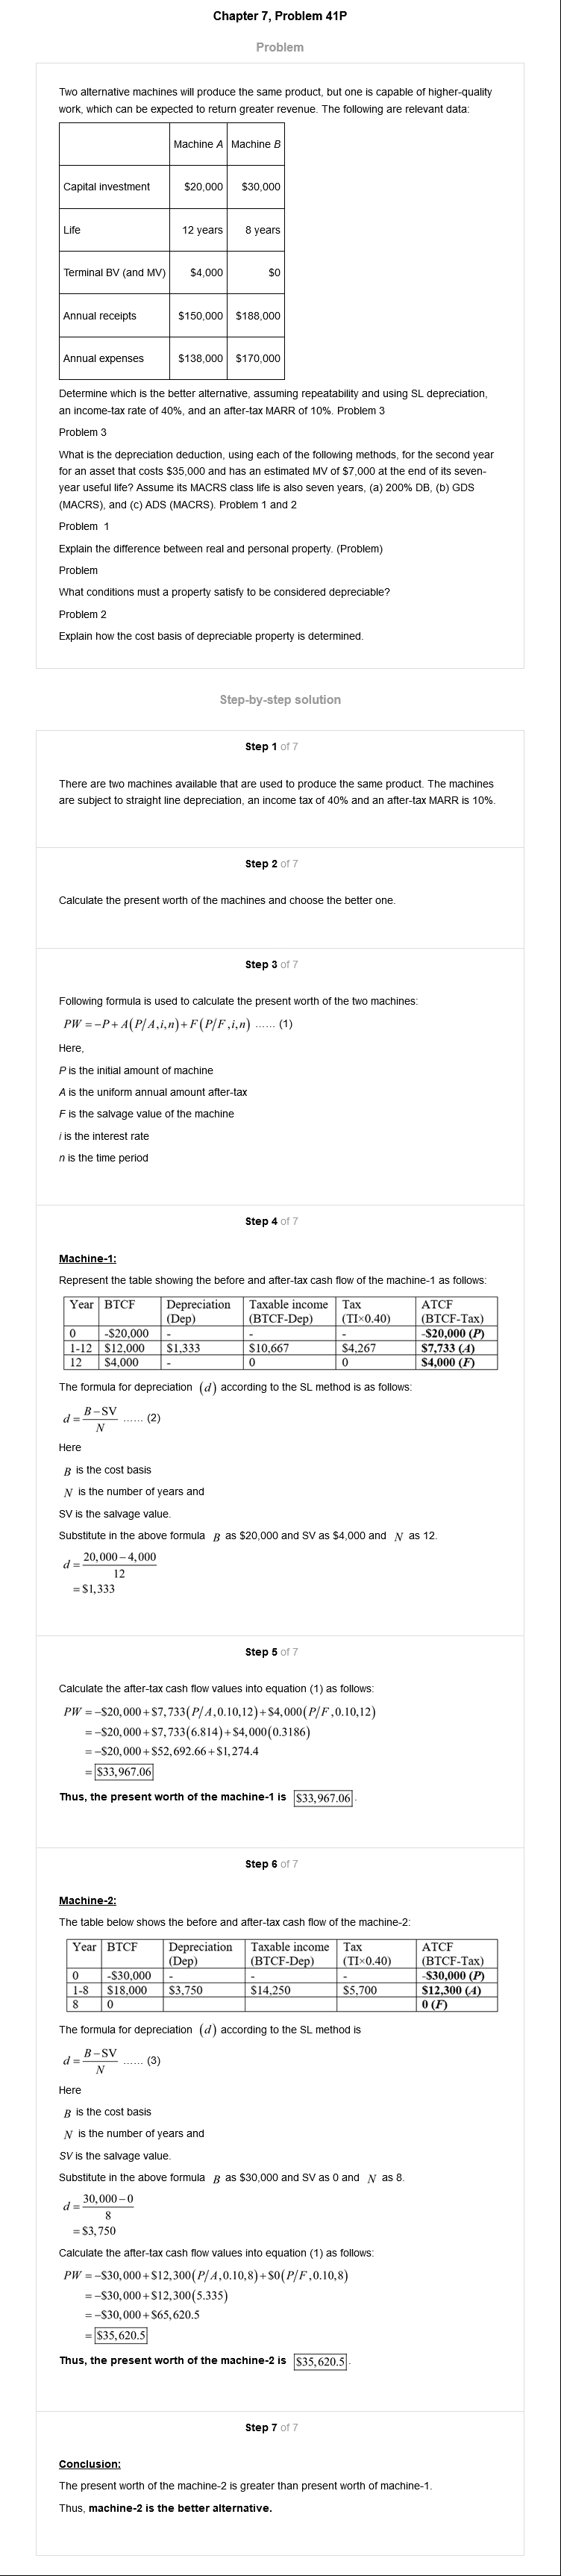 Chapter 7, Problem 41P
Problem
Two alternative machines will produce the same product, but one is capable of higher-quality
work, which can be expected to return greater revenue. The following are relevant data:
Machine A Machine B
Capital investment $20,000 $30,000
Life 12 years 8 years
Terminal BV (and MV) $4,000 $0
Annual receipts $150,000 $188,000
Annual expenses $138,000 $170,000
Determine which is the better alternative, assuming repeatability and using SL depreciation,
an income-tax rate of 40%, and an after-tax MARR of 10%. Problem 3
Problem 3
What is the depreciation deduction, using each of the following methods, for the second year
for an asset that costs $35,000 and has an estimated MV of $7,000 at the end of its seven-
year useful life? Assume its MACRS class life is also seven years, (a) 200% DB, (b) GDS
(MACRS), and (c) ADS (MACRS). Problem 1 and 2
Problem 1
Explain the difference between real and personal property. (Problem)
Problem
What conditions must a property satisfy to be considered depreciable?
Problem 2
Explain how the cost basis of depreciable property is determined.
Step-by-step solution
Step 1 of 7
There are two machines available that are used to produce the same product. The machines
are subject to straight line depreciation, an income tax of 40% and an after-tax MARR is 10%.
Step 2 of 7
Calculate the present worth of the machines and choose the better one.
Step 3 of 7
Following formula is used to calculate the present worth of the two machines:
PW = −P + A(P/A,i,n) + F(P/F,i,n) ...... (1)
Here,
P is the initial amount of machine
A is the uniform annual amount after-tax
F is the salvage value of the machine
i is the interest rate
n is the time period
Step 4 of 7
Machine-1:
Represent the table showing the before and after-tax cash flow of the machine-1 as follows:
Year BTCF Depreciation Taxable income Tax ATCF
(Dep) (BTCF-Dep) (TI×0.40) (BTCF-Tax)
0 -$20,000 - - - -$20,000 (P)
1-12 $12,000 $1,333 $10,667 $4,267 $7,733 (A)
12 $4,000 - 0 0 $4,000 (F)
The formula for depreciation (d) according to the SL method is as follows:
d = B−SV / N ...... (2)
Here
B is the cost basis
N is the number of years and
SV is the salvage value.
Substitute in the above formula B as $20,000 and SV as $4,000 and N as 12.
d = 20,000−4,000 / 12
= $1,333
Step 5 of 7
Calculate the after-tax cash flow values into equation (1) as follows:
PW = −$20,000 + $7,733(P/A,0.10,12) + $4,000(P/F,0.10,12)
= −$20,000 + $7,733(6.814) + $4,000(0.3186)
= −$20,000 + $52,692.66 + $1,274.4
= $33,967.06
Thus, the present worth of the machine-1 is $33,967.06.
Step 6 of 7
Machine-2:
The table below shows the before and after-tax cash flow of the machine-2:
Year BTCF Depreciation Taxable income Tax ATCF
(Dep) (BTCF-Dep) (TI×0.40) (BTCF-Tax)
0 -$30,000 - - - -$30,000 (P)
1-8 $18,000 $3,750 $14,250 $5,700 $12,300 (A)
8 0 0 (F)
The formula for depreciation (d) according to the SL method is
d = B−SV / N ...... (3)
Here
B is the cost basis
N is the number of years and
SV is the salvage value.
Substitute in the above formula B as $30,000 and SV as 0 and N as 8.
d = 30,000−0 / 8
= $3,750
Calculate the after-tax cash flow values into equation (1) as follows:
PW = −$30,000 + $12,300(P/A,0.10,8) + $0(P/F,0.10,8)
= −$30,000 + $12,300(5.335)
= −$30,000 + $65,620.5
= $35,620.5
Thus, the present worth of the machine-2 is $35,620.5.
Step 7 of 7
Conclusion:
The present worth of the machine-2 is greater than present worth of machine-1.
Thus, machine-2 is the better alternative.